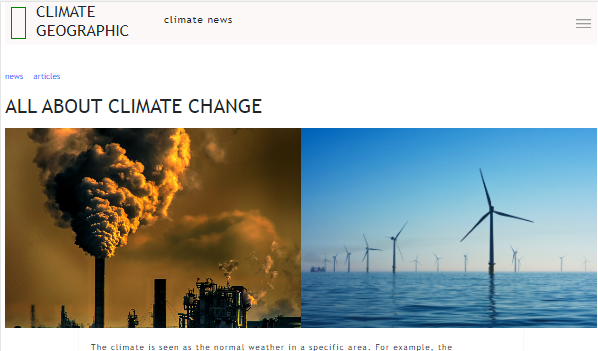 CLIMATE
GEOGRAPHIC
climate news
news articles
ALL ABOUT CLIMATE CHANGE
The climate is seen as the normal weather in a specific area. For example, the